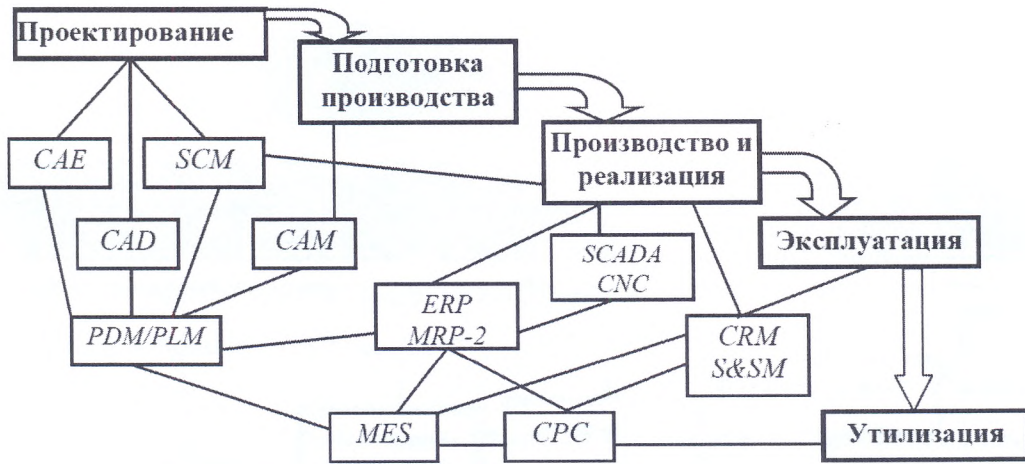 Проектирование
Подготовка
производства
Производство и
реализация
CAE
SCM
CAD
CAM
SCADA
CNC
Эксплуатация
PDM/PLM
ERP
MRP-2
CRM
S&SM
MES
CPC
Утилизация